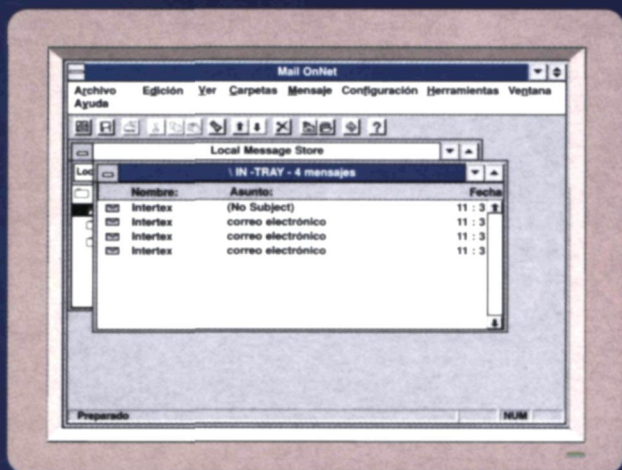 Mail OnNet
Archivo Edición Ver Carpetas Mensaje Configuración Herramientas Ventana
Ayuda
Local Message Store
Loc
\ IN -TRAY - 4 mensajes
Nombre: Asunto: Fecha
Intertex (No Subject) 11 : 3
Intertex correo electrónico 11 : 3
Intertex correo electrónico 11 : 3
Intertex correo electrónico 11 : 3
Preparado NUM